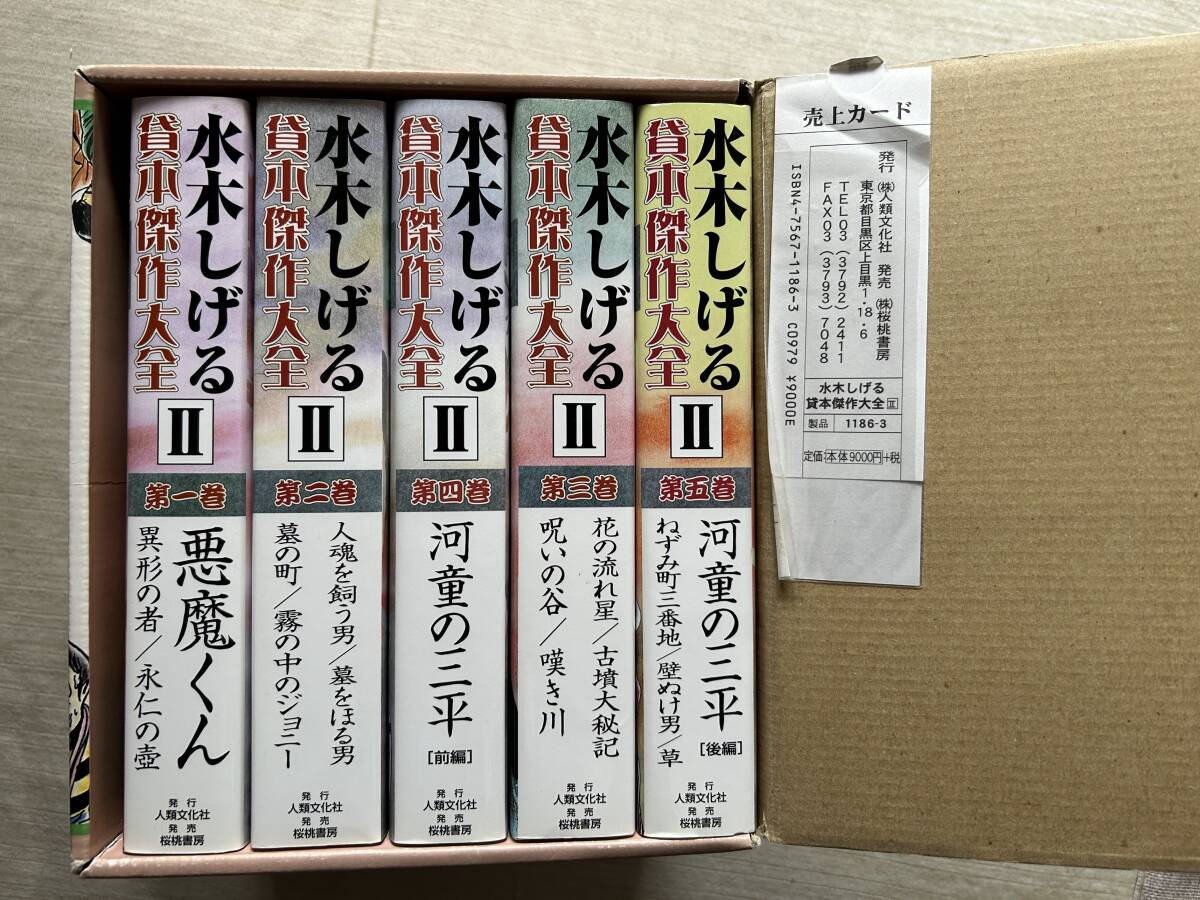 水木しげる
貸本傑作大全
II
第一巻
悪魔くん
異形の者/永仁の壺
発行
人類文化社
発売
桜桃書房
水木しげる
貸本傑作大全
II
第二巻
人魂を飼う男/墓をほる男
墓の町/霧の中のジョニー
発行
人類文化社
発売
桜桃書房
水木しげる
貸本傑作大全
II
第四巻
河童の三平
[前編]
発行
人類文化社
発売
桜桃書房
水木しげる
貸本傑作大全
II
第三巻
花の流れ星/古墳大秘記
呪いの谷/嘆き川
発行
人類文化社
発売
桜桃書房
水木しげる
貸本傑作大全
II
第五巻
河童の三平
[後編]
ねずみ町三番地/壁ぬけ男/草
発行
人類文化社
発売
桜桃書房
売上カード
発行 ㈱人類文化社 発売 ㈱桜桃書房
東京都目黒区上目黒1・18・6
TEL03(3792)2411
FAX03(3793)7048
ISBN4-7567-1186-3 C0979 ¥9000E
水木しげる
貸本傑作大全 II
製品 1186-3
定価:本体9000円+税